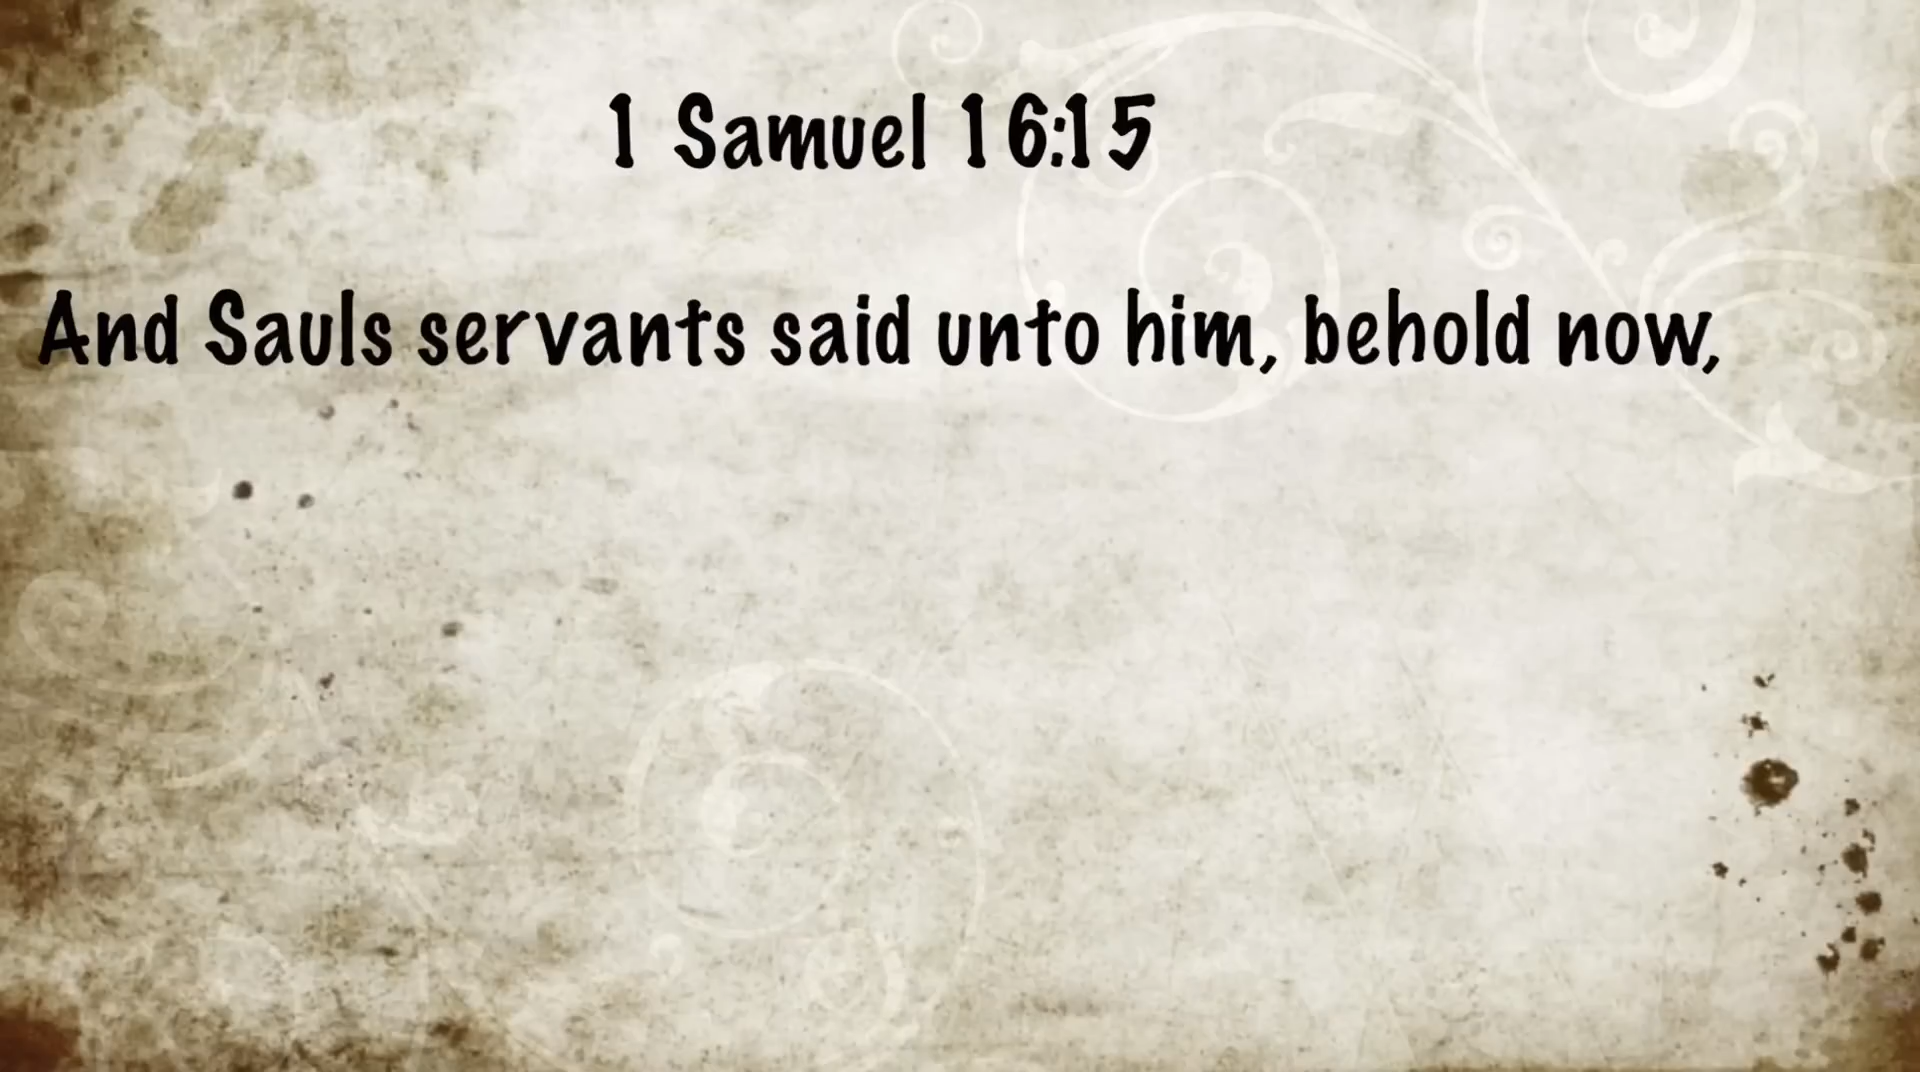 1 Samuel 16:15
And Sauls servants said unto him, behold now,